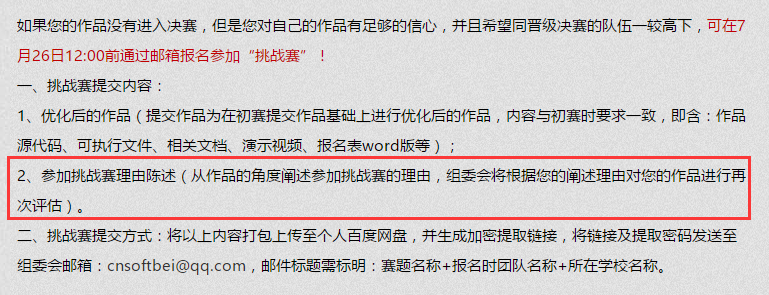 如果您的作品没有进入决赛，但是您对自己的作品有足够的信心，并且希望同晋级决赛的队伍一较高下，可在7
月26日12:00前通过邮箱报名参加“挑战赛”！
一、挑战赛提交内容：
1、优化后的作品（提交作品为在初赛提交作品基础上进行优化后的作品，内容与初赛时要求一致，即含：作品
源代码、可执行文件、相关文档、演示视频、报名表word版等）；
2、参加挑战赛理由陈述（从作品的角度阐述参加挑战赛的理由，组委会将根据您的阐述理由对您的作品进行再
次评估）。
二、挑战赛提交方式：将以上内容打包上传至个人百度网盘，并生成加密提取链接，将链接及提取密码发送至
组委会邮箱：cnsoftbei@qq.com，邮件标题需标明：赛题名称+报名时团队名称+所在学校名称。